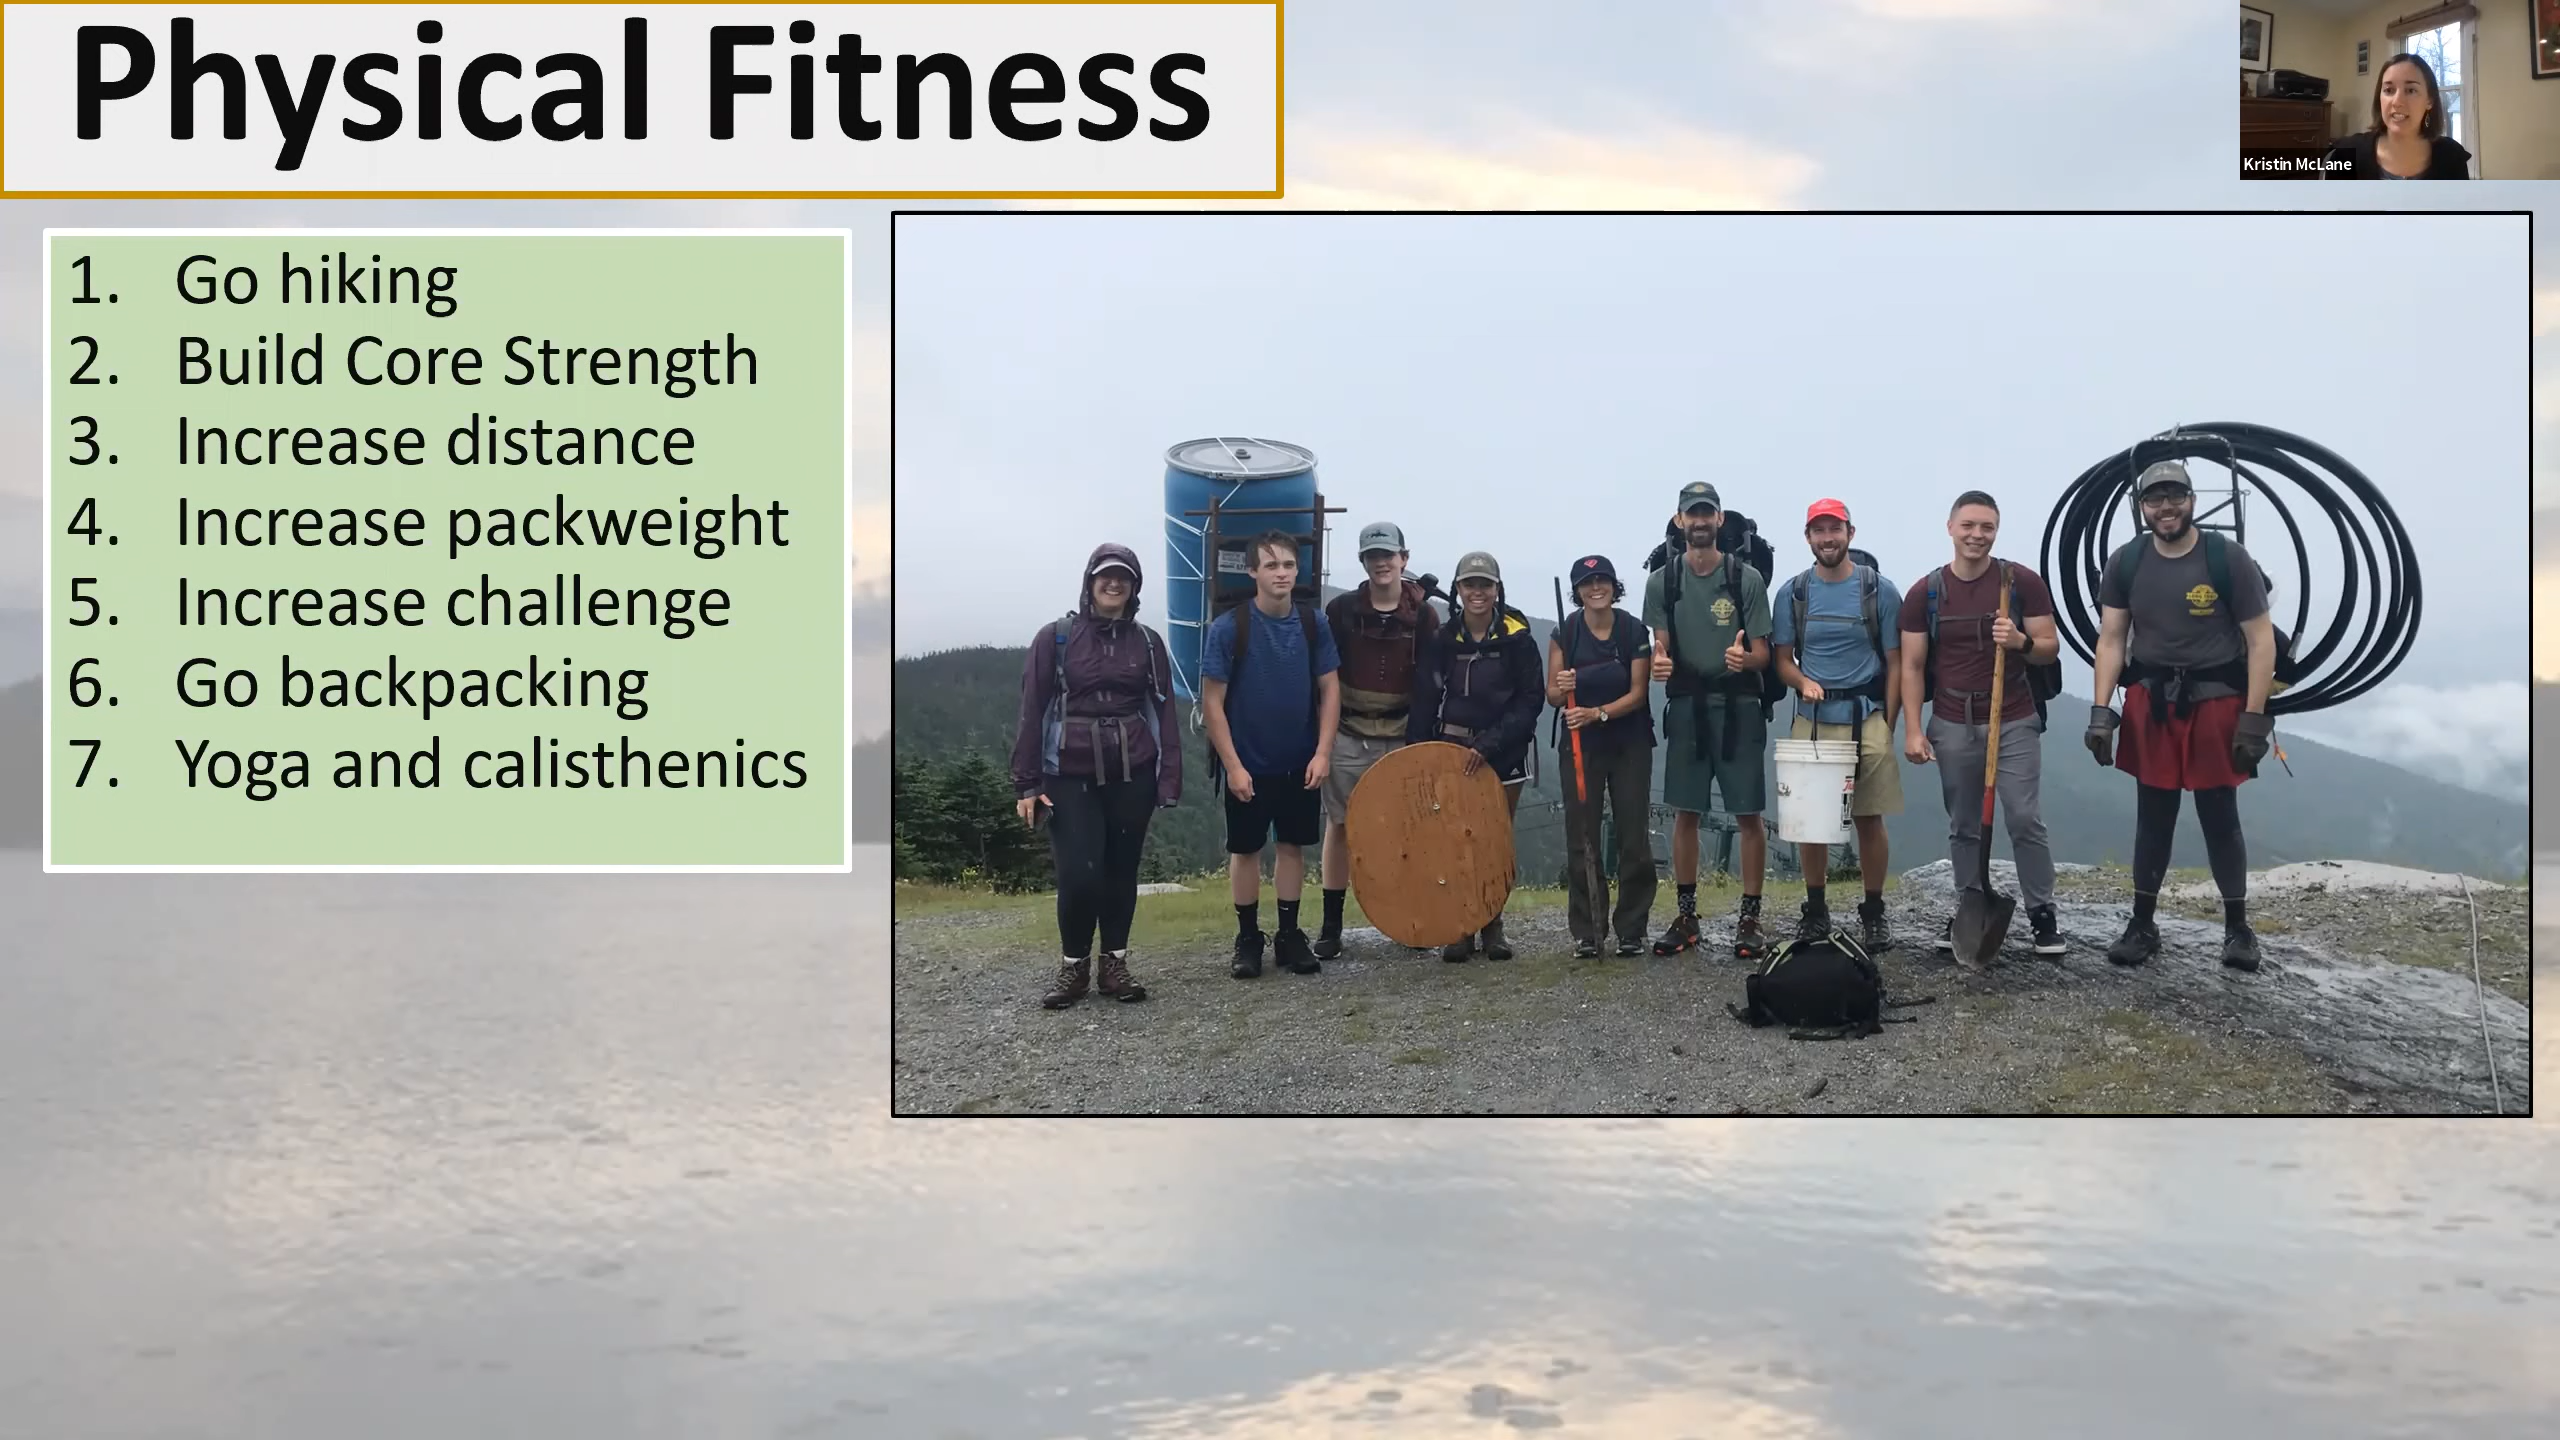 Physical Fitness
Kristin McLane
1. Go hiking
2. Build Core Strength
3. Increase distance
4. Increase packweight
5. Increase challenge
6. Go backpacking
7. Yoga and calisthenics